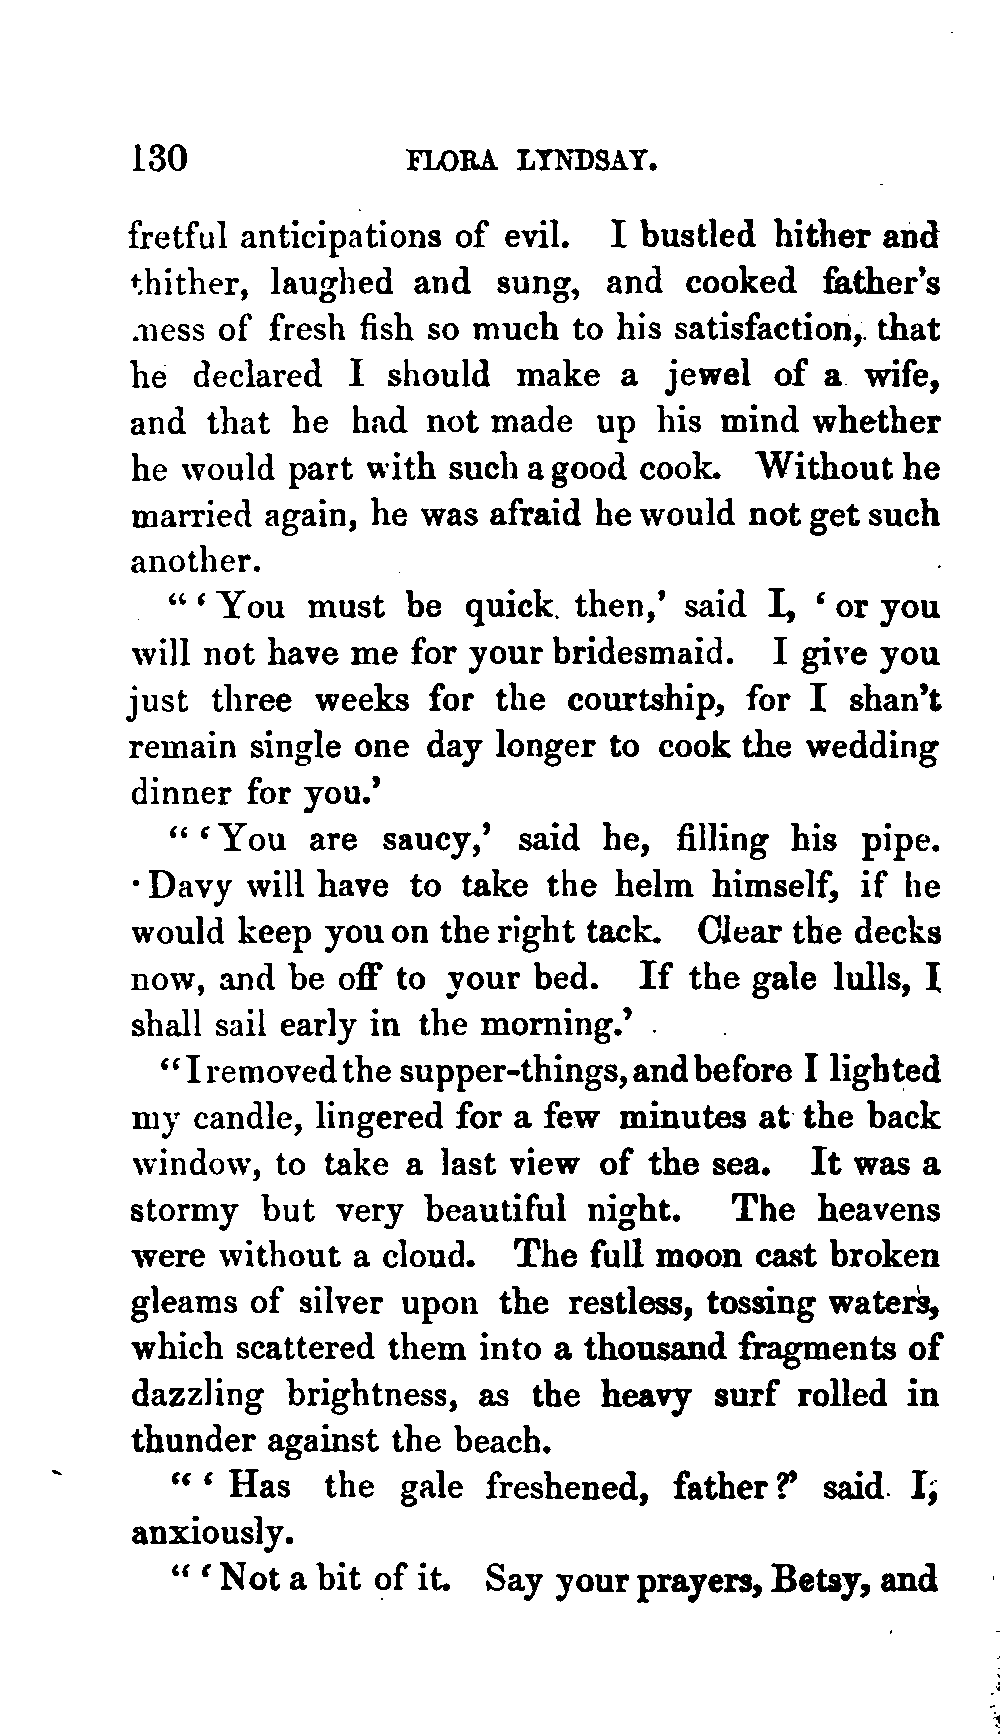 130 FLORA LYNDSAY.
fretful anticipations of evil. I bustled hither and
thither, laughed and sung, and cooked father's
mess of fresh fish so much to his satisfaction, that
he declared I should make a jewel of a wife,
and that he had not made up his mind whether
he would part with such a good cook. Without he
married again, he was afraid he would not get such
another.
" 'You must be quick then,' said I, 'or you
will not have me for your bridesmaid. I give you
just three weeks for the courtship, for I shan't
remain single one day longer to cook the wedding
dinner for you.'
" 'You are saucy,' said he, filling his pipe.
'Davy will have to take the helm himself, if he
would keep you on the right tack. Clear the decks
now, and be off to your bed. If the gale lulls, I
shall sail early in the morning.'
"I removed the supper-things, and before I lighted
my candle, lingered for a few minutes at the back
window, to take a last view of the sea. It was a
stormy but very beautiful night. The heavens
were without a cloud. The full moon cast broken
gleams of silver upon the restless, tossing waters,
which scattered them into a thousand fragments of
dazzling brightness, as the heavy surf rolled in
thunder against the beach.
" 'Has the gale freshened, father?' said I,
anxiously.
" 'Not a bit of it. Say your prayers, Betsy, and